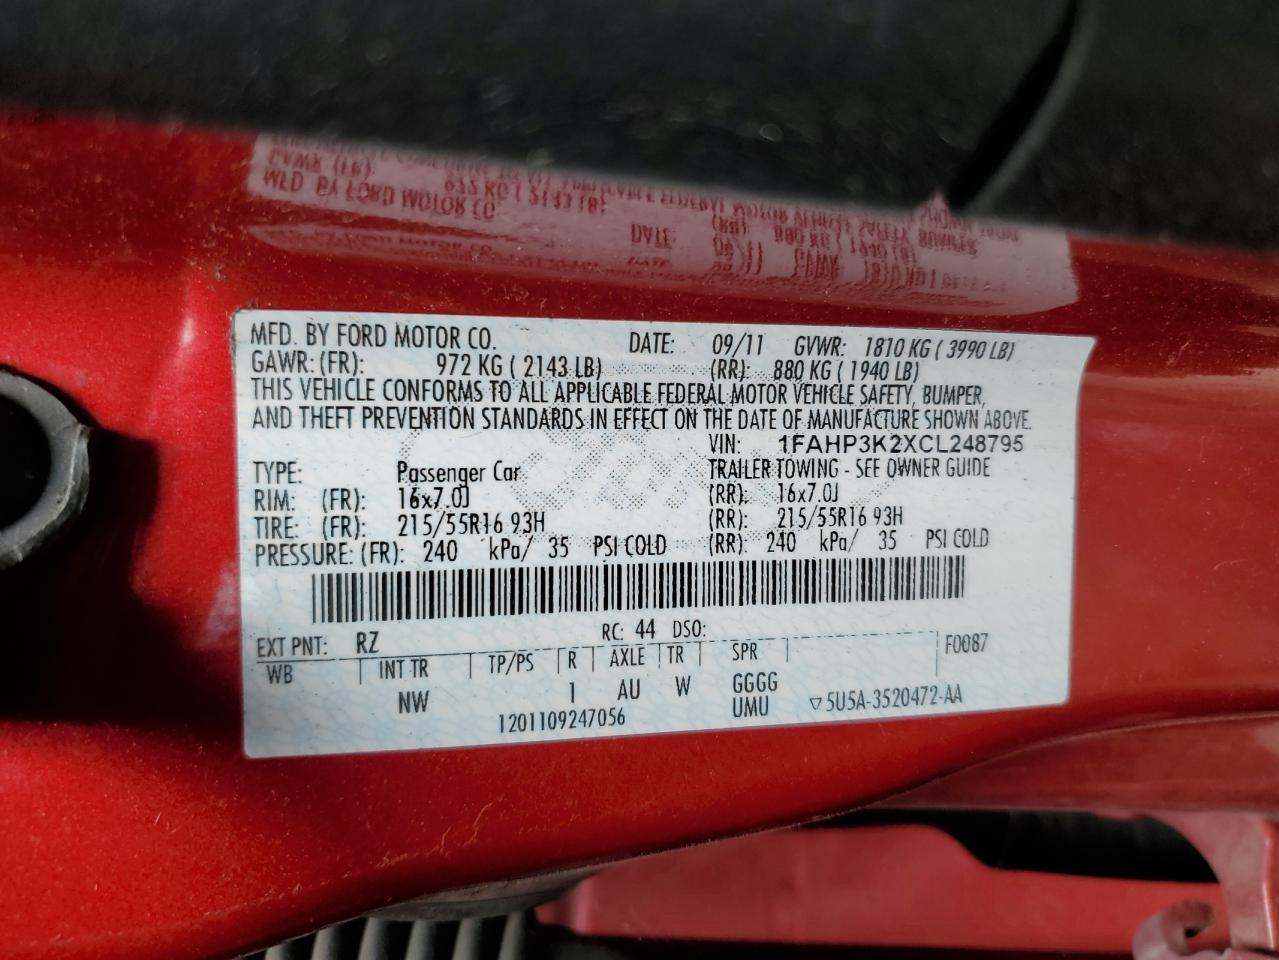 MFD. BY FORD MOTOR CO. DATE: 09/11 GVWR: 1810 KG ( 3990 LB)
GAWR: (FR): 972 KG ( 2143 LB) (RR): 880 KG ( 1940 LB)
THIS VEHICLE CONFORMS TO ALL APPLICABLE FEDERAL MOTOR VEHICLE SAFETY, BUMPER,
AND THEFT PREVENTION STANDARDS IN EFFECT ON THE DATE OF MANUFACTURE SHOWN ABOVE.
VIN: 1FAHP3K2XCL248795
TYPE: Passenger Car TRAILER TOWING - SEE OWNER GUIDE
RIM: (FR): 16x7.0J (RR): 16x7.0J
TIRE: (FR): 215/55R16 93H (RR): 215/55R16 93H
PRESSURE: (FR): 240 kPa/ 35 PSI COLD (RR): 240 kPa/ 35 PSI COLD
EXT PNT: RZ RC: 44 DSO: F0087
WB INT TR TP/PS R AXLE TR SPR
NW 1 AU W GGGG
1201109247056 UMU ▽5U5A-3520472-AA